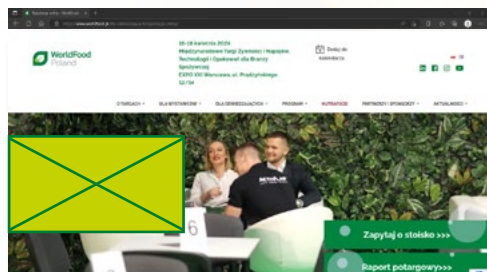 WorldFood
Poland
16-18 kwietnia 2024
Międzynarodowe Targi Żywności i Napojów,
Technologii i Opakowań dla Branży
Spożywczej
EXPO XXI Warszawa, ul. Prądzyńskiego
12/14
Dodaj do
kalendarza
O TARGACH
DLA WYSTAWCÓW
DLA ODWIEDZAJĄCYCH
PROGRAM
NUTRAFOOD
PARTNERZY I SPONSORZY
AKTUALNOŚCI
6
Zapytaj o stoisko >>>
Raport potargowy>>>